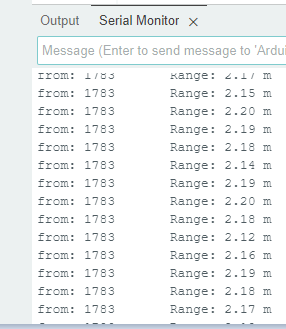 Output Serial Monitor ×
Message (Enter to send message to 'Ardui
from: 1783 Range: 2.17 m
from: 1783 Range: 2.15 m
from: 1783 Range: 2.20 m
from: 1783 Range: 2.19 m
from: 1783 Range: 2.18 m
from: 1783 Range: 2.14 m
from: 1783 Range: 2.19 m
from: 1783 Range: 2.20 m
from: 1783 Range: 2.18 m
from: 1783 Range: 2.12 m
from: 1783 Range: 2.16 m
from: 1783 Range: 2.19 m
from: 1783 Range: 2.18 m
from: 1783 Range: 2.17 m